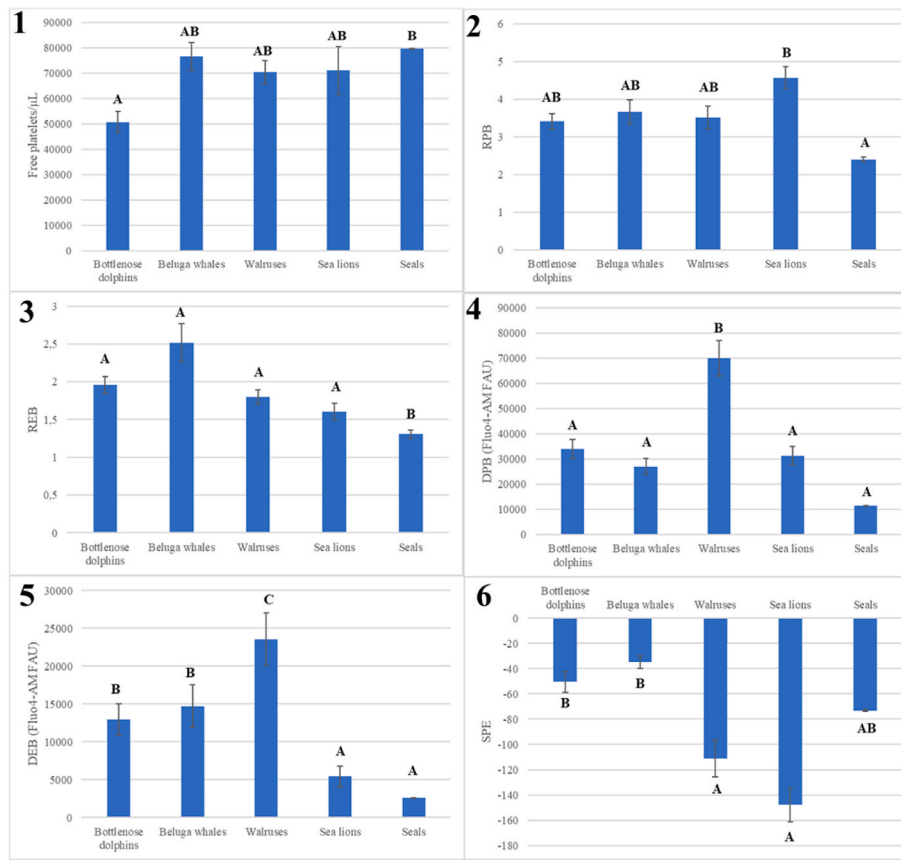 1
Free platelets/µL
90000
80000
70000
60000
50000
40000
30000
20000
10000
0
A
AB
AB
AB
B
Bottlenose
dolphins
Beluga whales
Walruses
Sea lions
Seals
2
RPB
6
5
4
3
2
1
0
AB
AB
AB
B
A
Bottlenose
dolphins
Beluga whales
Walruses
Sea lions
Seals
3
REB
3
2,5
2
1,5
1
0,5
0
A
A
A
A
B
Bottlenose
dolphins
Beluga whales
Walruses
Sea lions
Seals
4
DPB (Fluo4-AM FAU)
90000
80000
70000
60000
50000
40000
30000
20000
10000
0
A
A
B
A
A
Bottlenose
dolphins
Beluga whales
Walruses
Sea lions
Seals
5
DEB (Fluo4-AM FAU)
30000
25000
20000
15000
10000
5000
0
B
B
C
A
A
Bottlenose
dolphins
Beluga whales
Walruses
Sea lions
Seals
6
Bottlenose
dolphins
Beluga whales
Walruses
Sea lions
Seals
SPE
0
-20
-40
-60
-80
-100
-120
-140
-160
-180
B
B
A
A
AB